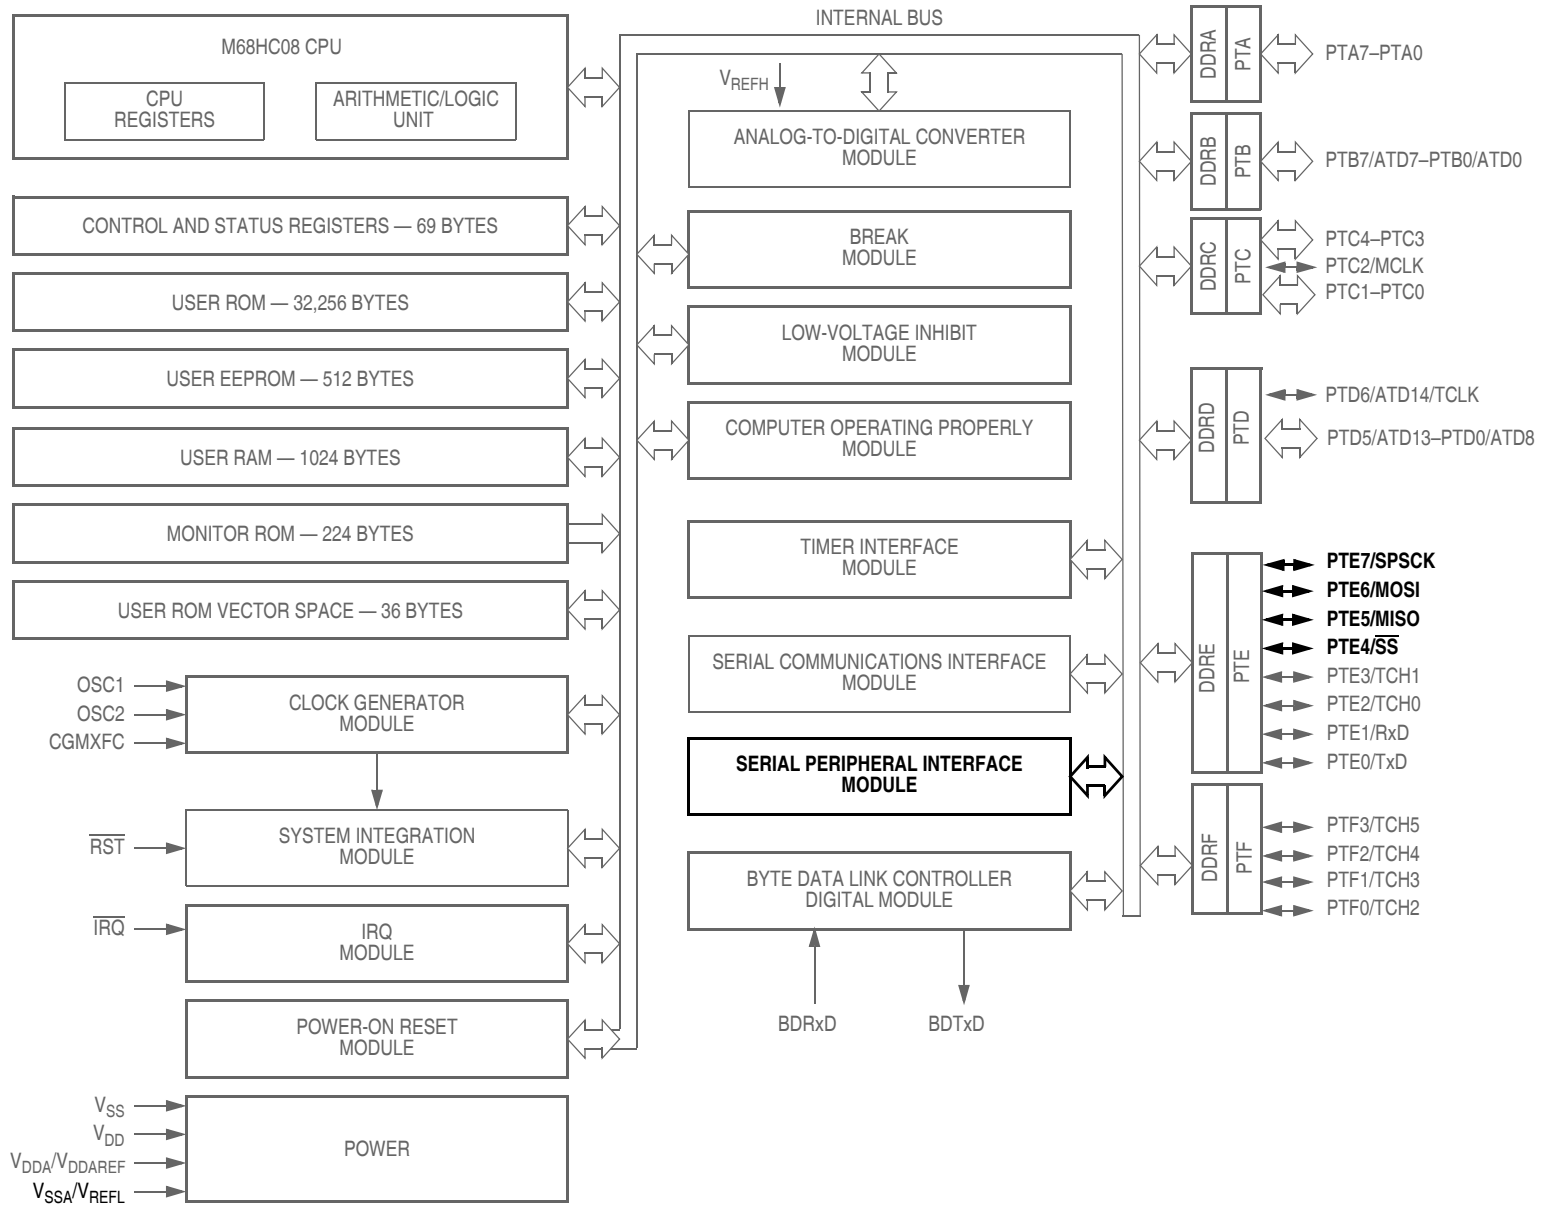 INTERNAL BUS
M68HC08 CPU
CPU
REGISTERS
ARITHMETIC/LOGIC
UNIT
CONTROL AND STATUS REGISTERS — 69 BYTES
USER ROM — 32,256 BYTES
USER EEPROM — 512 BYTES
USER RAM — 1024 BYTES
MONITOR ROM — 224 BYTES
USER ROM VECTOR SPACE — 36 BYTES
OSC1
OSC2
CGMXFC
CLOCK GENERATOR
MODULE
RST
SYSTEM INTEGRATION
MODULE
IRQ
IRQ
MODULE
POWER-ON RESET
MODULE
VSS
VDD
VDDA/VDDAREF
VSSA/VREFL
POWER
VREFH
ANALOG-TO-DIGITAL CONVERTER
MODULE
BREAK
MODULE
LOW-VOLTAGE INHIBIT
MODULE
COMPUTER OPERATING PROPERLY
MODULE
TIMER INTERFACE
MODULE
SERIAL COMMUNICATIONS INTERFACE
MODULE
SERIAL PERIPHERAL INTERFACE
MODULE
BYTE DATA LINK CONTROLLER
DIGITAL MODULE
BDRxD
BDTxD
DDRA
PTA
PTA7–PTA0
DDRB
PTB
PTB7/ATD7–PTB0/ATD0
DDRC
PTC
PTC4–PTC3
PTC2/MCLK
PTC1–PTC0
DDRD
PTD
PTD6/ATD14/TCLK
PTD5/ATD13–PTD0/ATD8
DDRE
PTE
PTE7/SPSCK
PTE6/MOSI
PTE5/MISO
PTE4/SS
PTE3/TCH1
PTE2/TCH0
PTE1/RxD
PTE0/TxD
DDRF
PTF
PTF3/TCH5
PTF2/TCH4
PTF1/TCH3
PTF0/TCH2